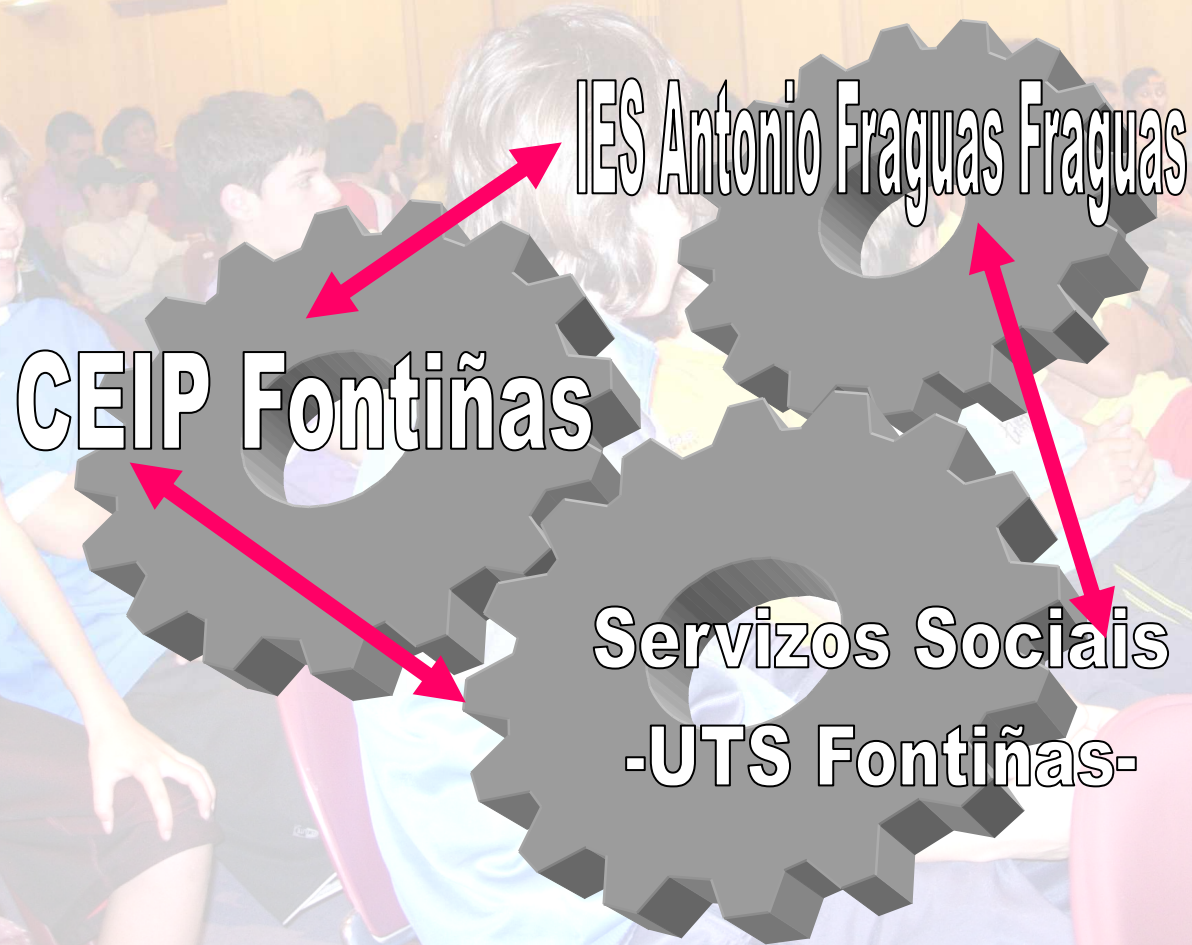 IES Antonio Fraguas Fraguas
CEIP Fontiñas
Servizos Sociais
-UTS Fontiñas-